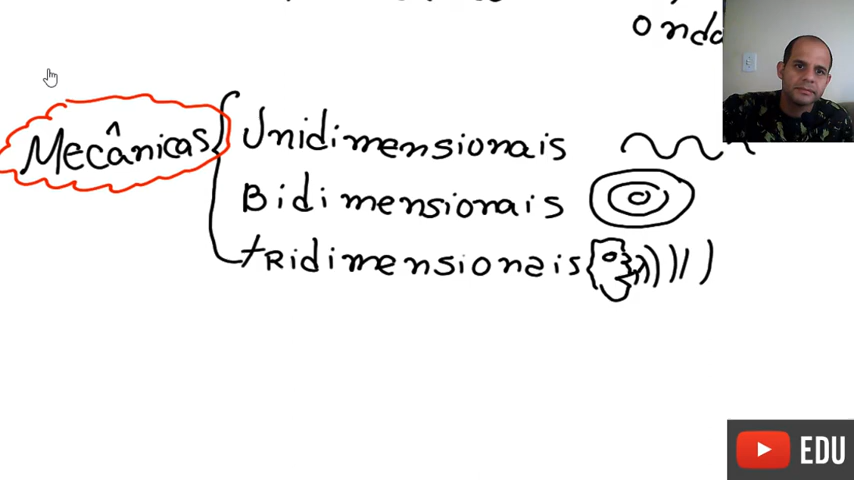 onda
Mecânicas
Unidimensionais
Bidimensionais
tRidimensionais
EDU